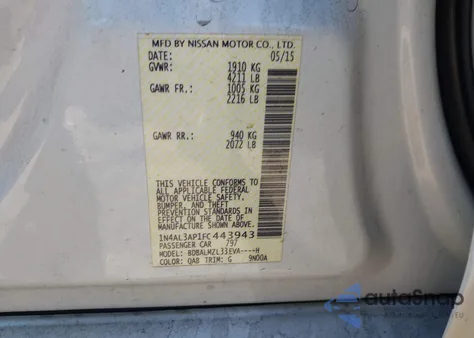 MFD BY NISSAN MOTOR CO., LTD.
DATE: 05/15
GVWR: 1910 KG
4211 LB
GAWR FR: 1005 KG
2216 LB
GAWR RR: 940 KG
2072 LB
THIS VEHICLE CONFORMS TO
ALL APPLICABLE FEDERAL
MOTOR VEHICLE SAFETY,
BUMPER, AND THEFT
PREVENTION STANDARDS IN
EFFECT ON THE DATE OF
MANUFACTURE SHOWN ABOVE.
1N4AL3AP1FC443943
PASSENGER CAR 797
MODEL: BDBALMZL33EVA----H
COLOR: QAB TRIM: G 9N00A
autoSnap